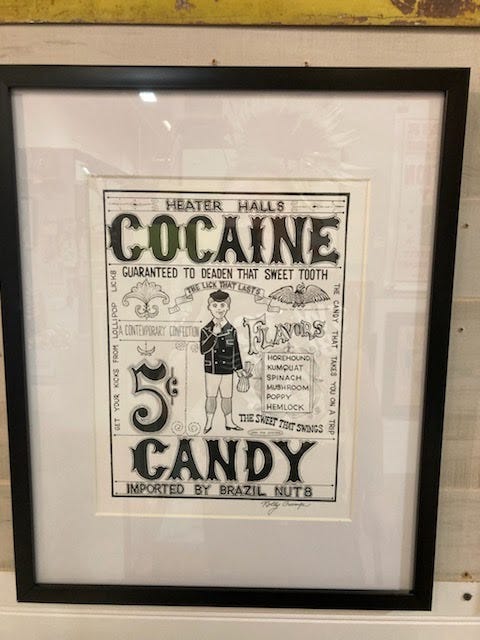 HEATER HALLS
COCAINE
GUARANTEED TO DEADEN THAT SWEET TOOTH
THE LICK THAT LASTS
A CONTEMPORARY CONFECTION
FLAVORS
HOREHOUND
KUMQUAT
SPINACH
MUSHROOM
POPPY
HEMLOCK
5¢
THE SWEET THAT SWINGS
GET YOUR KICKS FROM LOLLIPOP LICKS
THE CANDY THAT TAKES YOU ON A TRIP
CANDY
IMPORTED BY BRAZIL NUTS
Rolly Crump